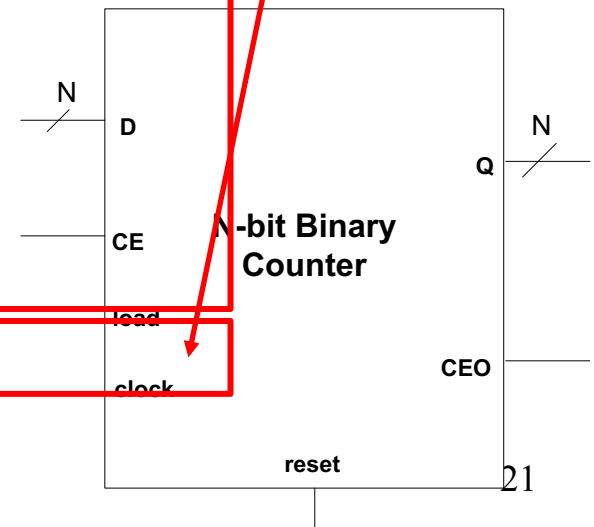 N
D
N
Q
CE
N-bit Binary
Counter
load
CEO
clock
reset
21